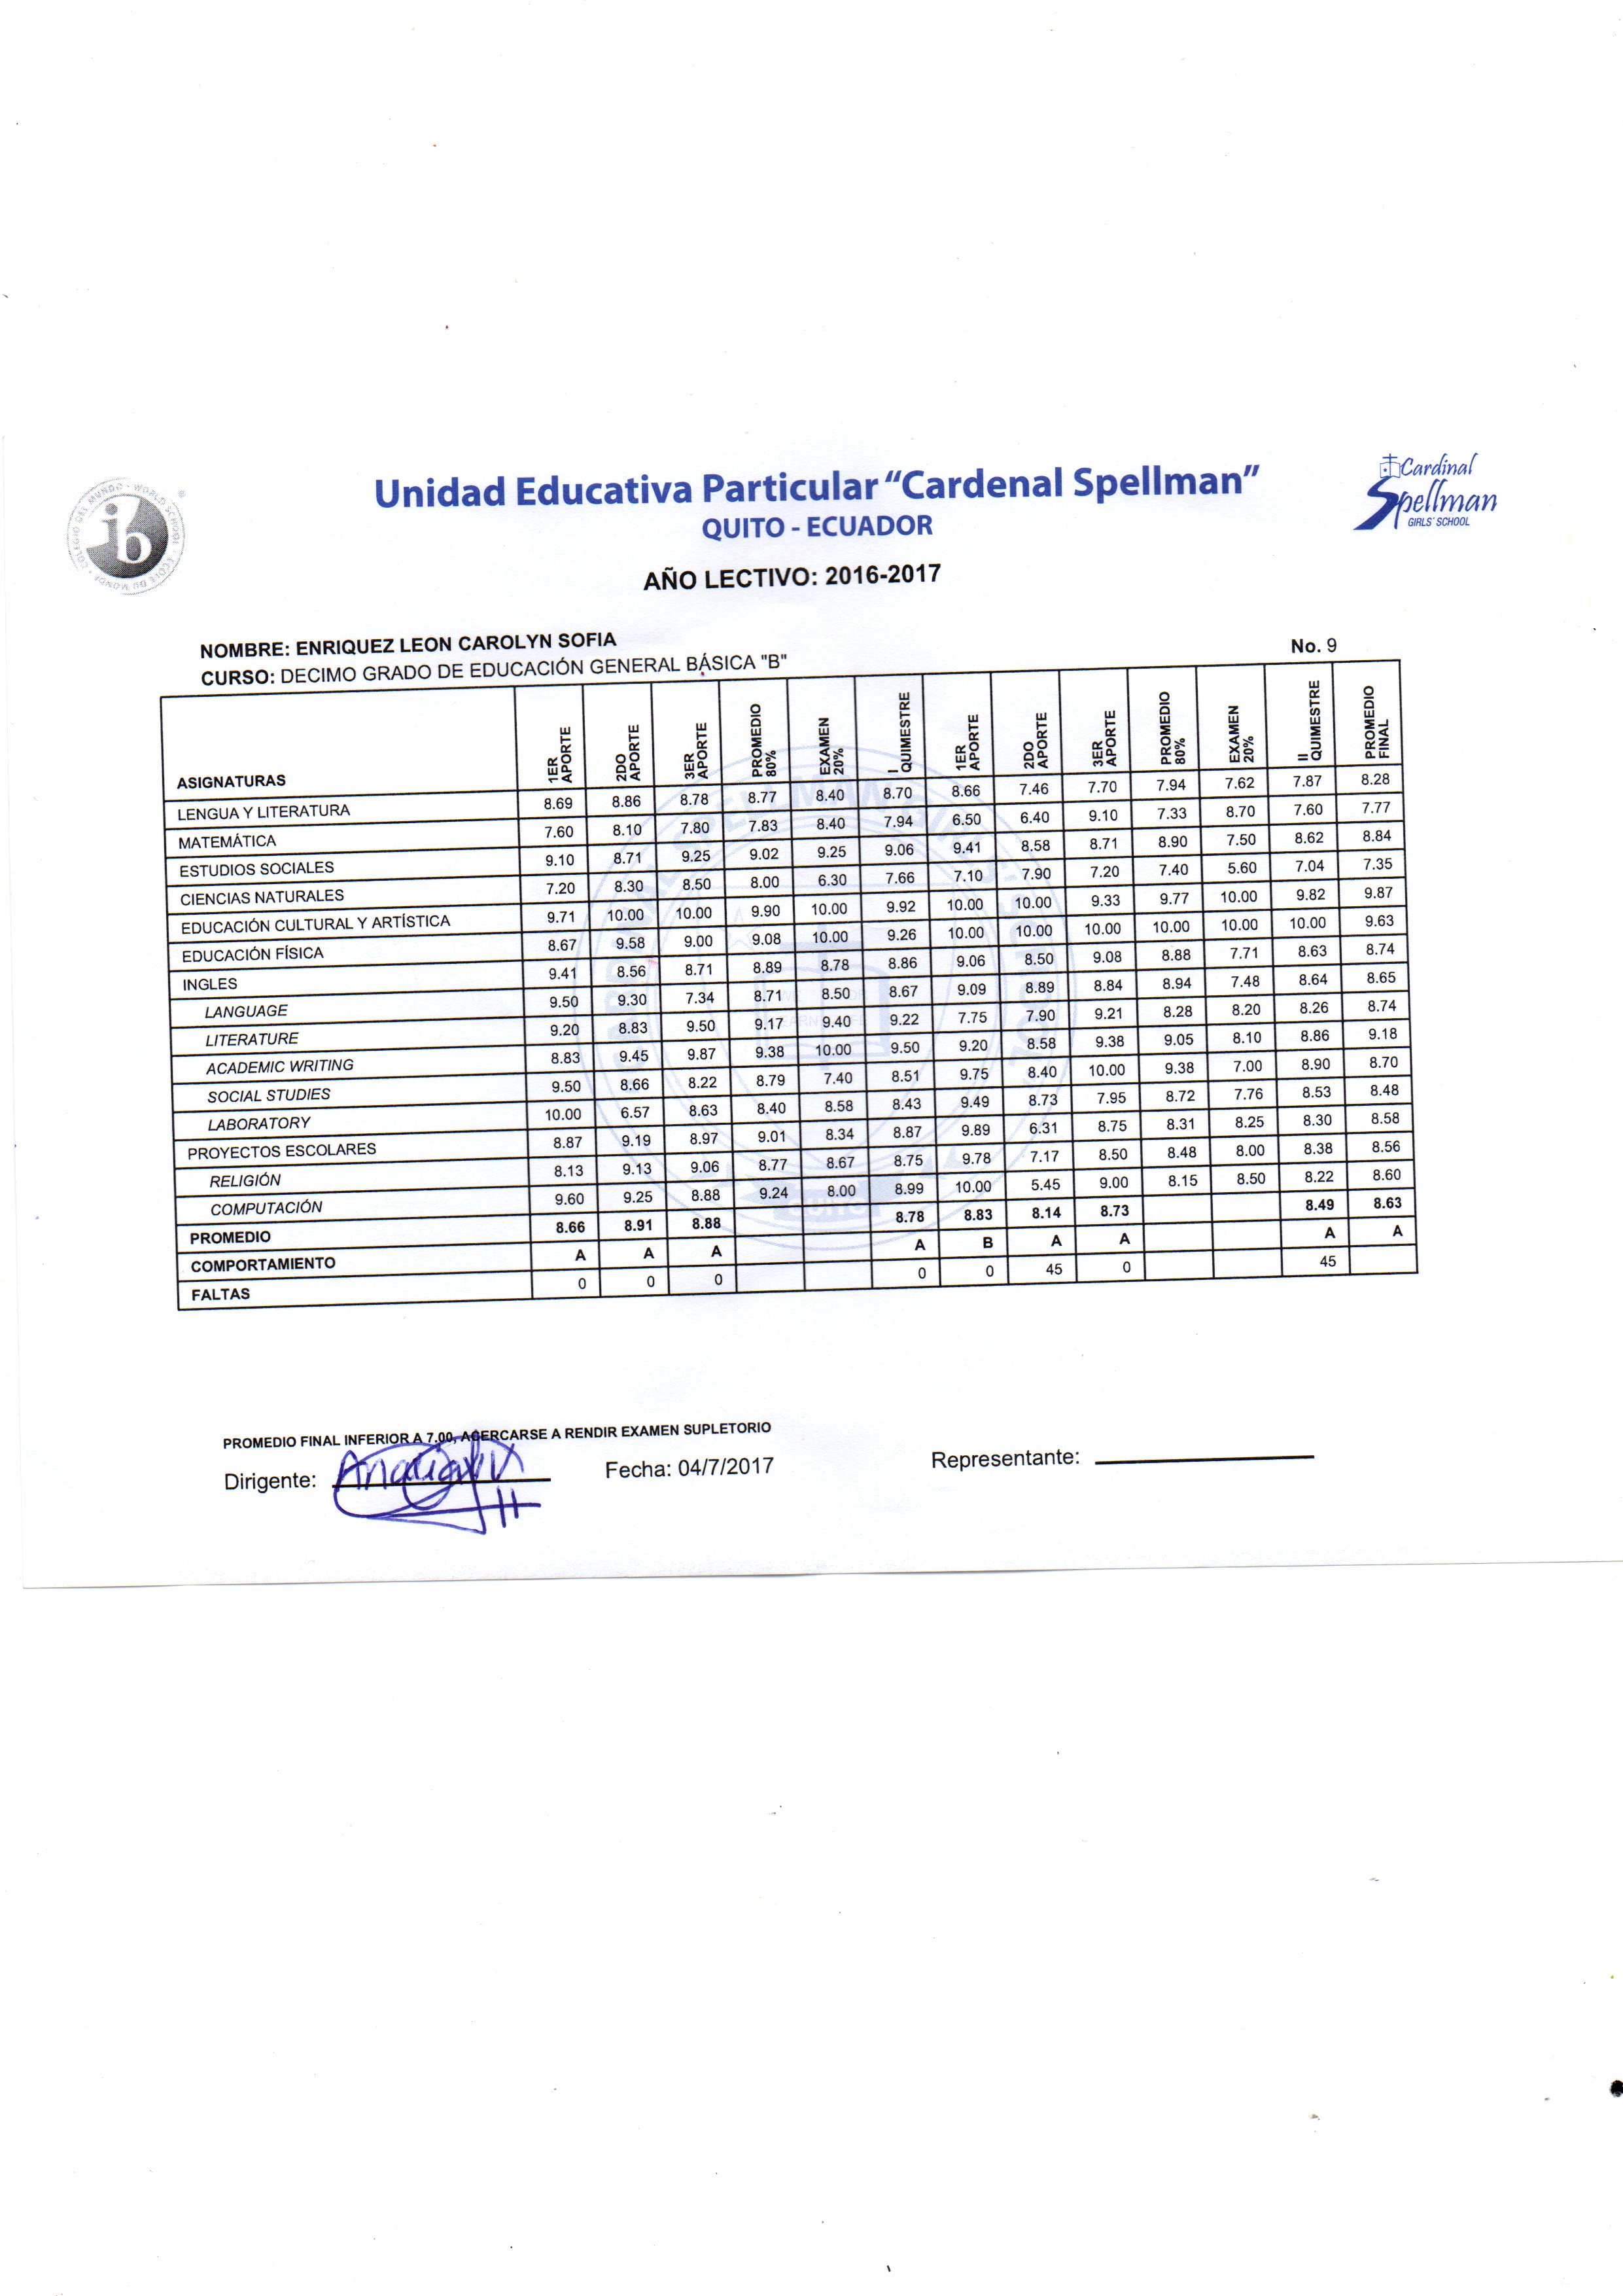 COLEGIO DEL MUNDO · WORLD SCHOOL · ÉCOLE DU MONDE ·
ib
Unidad Educativa Particular “Cardenal Spellman”
QUITO - ECUADOR
Cardinal
Spellman
GIRLS' SCHOOL
AÑO LECTIVO: 2016-2017
NOMBRE: ENRIQUEZ LEON CAROLYN SOFIA
No. 9
CURSO: DECIMO GRADO DE EDUCACIÓN GENERAL BÁSICA "B"
ASIGNATURAS 1ER APORTE 2DO APORTE 3ER APORTE PROMEDIO 80% EXAMEN 20% I QUIMESTRE 1ER APORTE 2DO APORTE 3ER APORTE PROMEDIO 80% EXAMEN 20% II QUIMESTRE PROMEDIO FINAL
LENGUA Y LITERATURA 8.69 8.86 8.78 8.77 8.40 8.70 8.66 7.46 7.70 7.94 7.62 7.87 8.28
MATEMÁTICA 7.60 8.10 7.80 7.83 8.40 7.94 6.50 6.40 9.10 7.33 8.70 7.60 7.77
ESTUDIOS SOCIALES 9.10 8.71 9.25 9.02 9.25 9.06 9.41 8.58 8.71 8.90 7.50 8.62 8.84
CIENCIAS NATURALES 7.20 8.30 8.50 8.00 6.30 7.66 7.10 7.90 7.20 7.40 5.60 7.04 7.35
EDUCACIÓN CULTURAL Y ARTÍSTICA 9.71 10.00 10.00 9.90 10.00 9.92 10.00 10.00 9.33 9.77 10.00 9.82 9.87
EDUCACIÓN FÍSICA 8.67 9.58 9.00 9.08 10.00 9.26 10.00 10.00 10.00 10.00 10.00 10.00 9.63
INGLES 9.41 8.56 8.71 8.89 8.78 8.86 9.06 8.50 9.08 8.88 7.71 8.63 8.74
LANGUAGE 9.50 9.30 7.34 8.71 8.50 8.67 9.09 8.89 8.84 8.94 7.48 8.64 8.65
LITERATURE 9.20 8.83 9.50 9.17 9.40 9.22 7.75 7.90 9.21 8.28 8.20 8.26 8.74
ACADEMIC WRITING 8.83 9.45 9.87 9.38 10.00 9.50 9.20 8.58 9.38 9.05 8.10 8.86 9.18
SOCIAL STUDIES 9.50 8.66 8.22 8.79 7.40 8.51 9.75 8.40 10.00 9.38 7.00 8.90 8.70
LABORATORY 10.00 6.57 8.63 8.40 8.58 8.43 9.49 8.73 7.95 8.72 7.76 8.53 8.48
PROYECTOS ESCOLARES 8.87 9.19 8.97 9.01 8.34 8.87 9.89 6.31 8.75 8.31 8.25 8.30 8.58
RELIGIÓN 8.13 9.13 9.06 8.77 8.67 8.75 9.78 7.17 8.50 8.48 8.00 8.38 8.56
COMPUTACIÓN 9.60 9.25 8.88 9.24 8.00 8.99 10.00 5.45 9.00 8.15 8.50 8.22 8.60
PROMEDIO 8.66 8.91 8.88 8.78 8.83 8.14 8.73 8.49 8.63
COMPORTAMIENTO A A A A B A A A A
FALTAS 0 0 0 0 0 45 0 45
PROMEDIO FINAL INFERIOR A 7.00, ACERCARSE A RENDIR EXAMEN SUPLETORIO
Dirigente: Fecha: 04/7/2017 Representante: